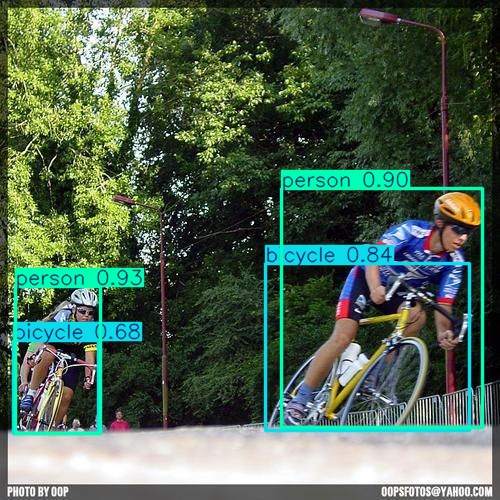 person 0.90
bicycle 0.84
person 0.93
bicycle 0.68
PHOTO BY OOP
OOPSFOTOS@YAHOO.COM